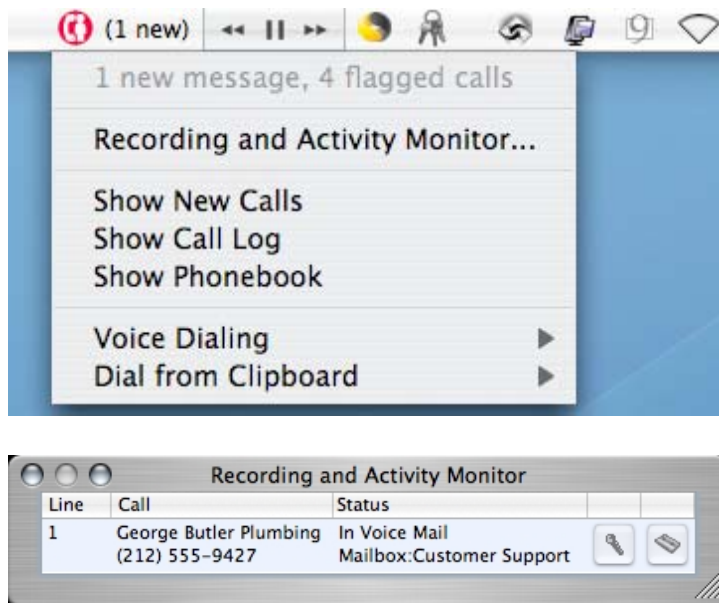 (1 new)
1 new message, 4 flagged calls
Recording and Activity Monitor...
Show New Calls
Show Call Log
Show Phonebook
Voice Dialing
Dial from Clipboard
Recording and Activity Monitor
Line Call Status
1 George Butler Plumbing In Voice Mail
(212) 555-9427 Mailbox:Customer Support